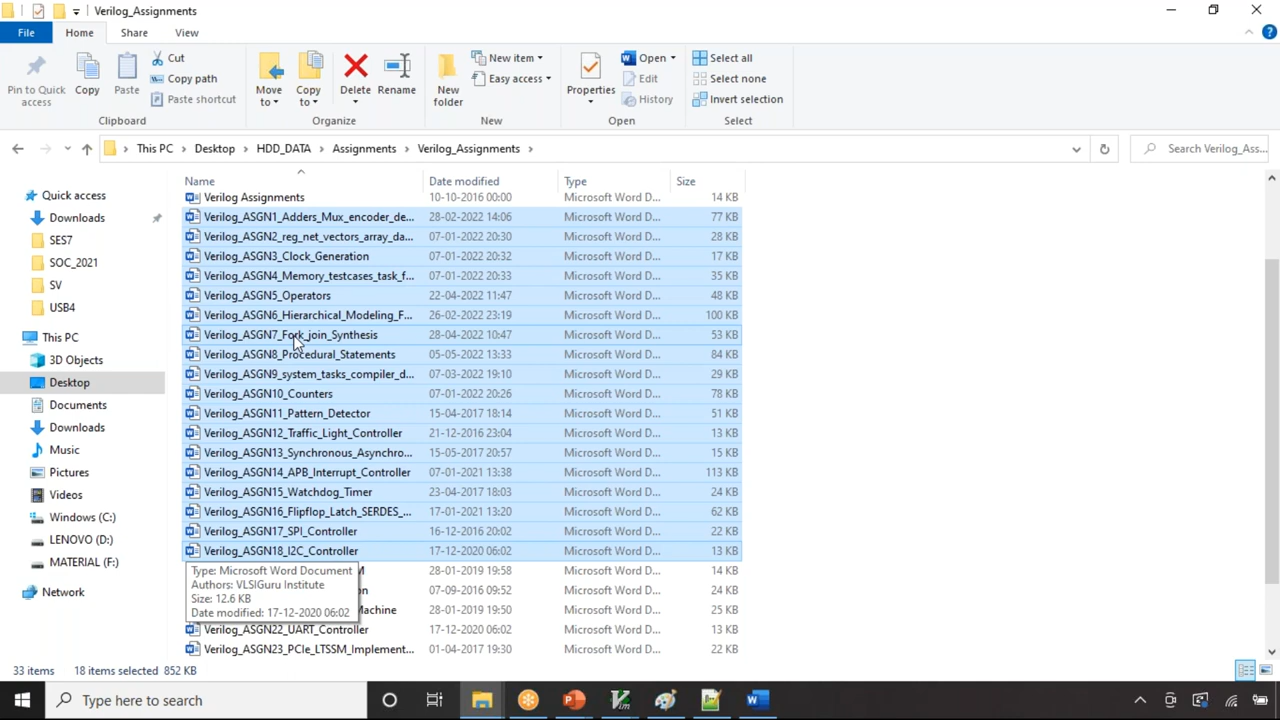 Verilog_Assignments
File Home Share View
Pin to Quick access
Copy
Paste
Cut
Copy path
Paste shortcut
Move to
Copy to
Delete
Rename
New folder
New item
Easy access
Properties
Open
Edit
History
Select all
Select none
Invert selection
Clipboard Organize New Open Select
This PC Desktop HDD_DATA Assignments Verilog_Assignments
Search Verilog_Ass...
Quick access
Downloads
SES7
SOC_2021
SV
USB4
This PC
3D Objects
Desktop
Documents
Downloads
Music
Pictures
Videos
Windows (C:)
LENOVO (D:)
MATERIAL (F:)
Network
Name Date modified Type Size
Verilog Assignments 10-10-2016 00:00 Microsoft Word D... 14 KB
Verilog_ASGN1_Adders_Mux_encoder_de... 28-02-2022 14:06 Microsoft Word D... 77 KB
Verilog_ASGN2_reg_net_vectors_array_da... 07-01-2022 20:30 Microsoft Word D... 28 KB
Verilog_ASGN3_Clock_Generation 07-01-2022 20:32 Microsoft Word D... 17 KB
Verilog_ASGN4_Memory_testcases_task_f... 07-01-2022 20:33 Microsoft Word D... 35 KB
Verilog_ASGN5_Operators 22-04-2022 11:47 Microsoft Word D... 48 KB
Verilog_ASGN6_Hierarchical_Modeling_F... 26-02-2022 23:19 Microsoft Word D... 100 KB
Verilog_ASGN7_Fork_join_Synthesis 28-04-2022 10:47 Microsoft Word D... 53 KB
Verilog_ASGN8_Procedural_Statements 05-05-2022 13:33 Microsoft Word D... 84 KB
Verilog_ASGN9_system_tasks_compiler_d... 07-03-2022 19:10 Microsoft Word D... 29 KB
Verilog_ASGN10_Counters 07-01-2022 20:26 Microsoft Word D... 78 KB
Verilog_ASGN11_Pattern_Detector 15-04-2017 18:14 Microsoft Word D... 51 KB
Verilog_ASGN12_Traffic_Light_Controller 21-12-2016 23:04 Microsoft Word D... 13 KB
Verilog_ASGN13_Synchronous_Asynchro... 15-05-2017 20:57 Microsoft Word D... 15 KB
Verilog_ASGN14_APB_Interrupt_Controller 07-01-2021 13:38 Microsoft Word D... 113 KB
Verilog_ASGN15_Watchdog_Timer 23-04-2017 18:03 Microsoft Word D... 24 KB
Verilog_ASGN16_Flipflop_Latch_SERDES_... 17-01-2021 13:20 Microsoft Word D... 62 KB
Verilog_ASGN17_SPI_Controller 16-12-2016 20:02 Microsoft Word D... 22 KB
Verilog_ASGN18_I2C_Controller 17-12-2020 06:02 Microsoft Word D... 13 KB
M 28-01-2019 19:58 Microsoft Word D... 14 KB
on 07-09-2016 09:52 Microsoft Word D... 24 KB
Machine 28-01-2019 19:50 Microsoft Word D... 25 KB
Verilog_ASGN22_UART_Controller 17-12-2020 06:02 Microsoft Word D... 13 KB
Verilog_ASGN23_PCIe_LTSSM_Implement... 01-04-2017 19:30 Microsoft Word D... 22 KB
Type: Microsoft Word Document
Authors: VLSIGuru Institute
Size: 12.6 KB
Date modified: 17-12-2020 06:02
33 items 18 items selected 852 KB
Type here to search